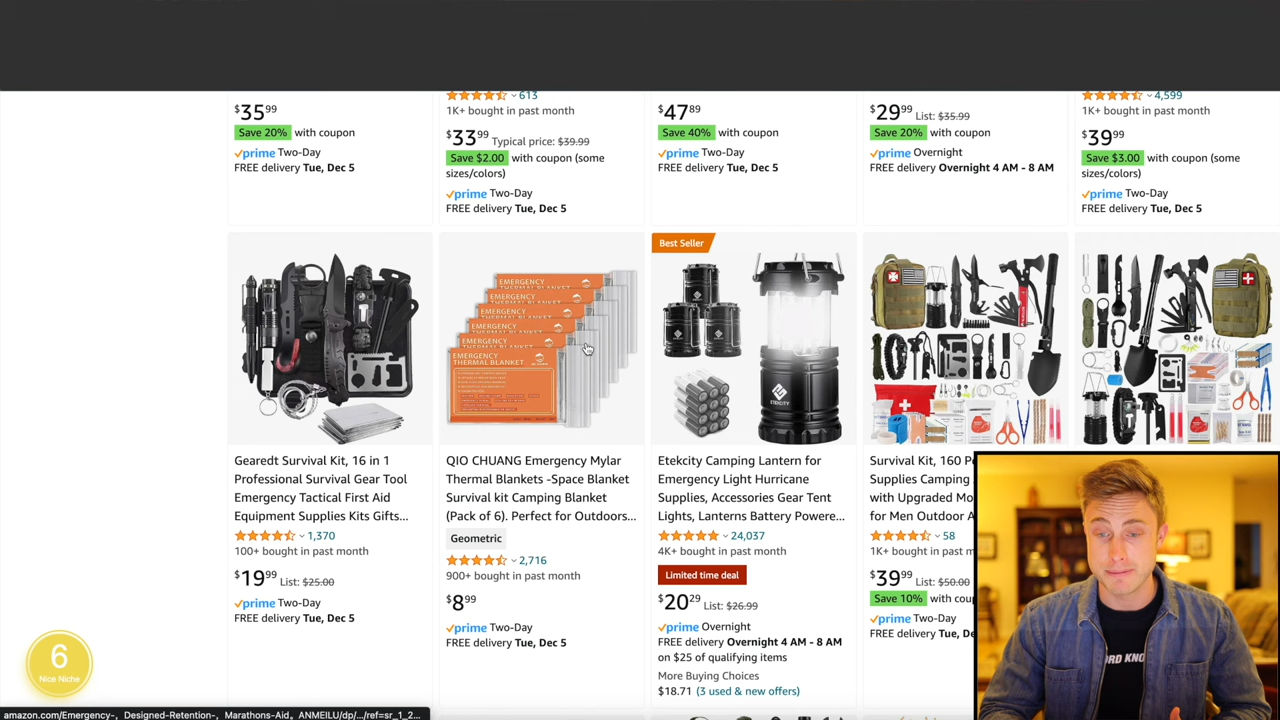 $35.99
Save 20% with coupon
prime Two-Day
FREE delivery Tue, Dec 5
613
1K+ bought in past month
$33.99 Typical price: $39.99
Save $2.00 with coupon (some
sizes/colors)
prime Two-Day
FREE delivery Tue, Dec 5
$47.89
Save 40% with coupon
prime Two-Day
FREE delivery Tue, Dec 5
$29.99 List: $35.99
Save 20% with coupon
prime Overnight
FREE delivery Overnight 4 AM - 8 AM
4,599
1K+ bought in past month
$39.99
Save $3.00 with coupon (some
sizes/colors)
prime Two-Day
FREE delivery Tue, Dec 5
Gearedit Survival Kit, 16 in 1
Professional Survival Gear Tool
Emergency Tactical First Aid
Equipment Supplies Kits Gifts...
1,370
100+ bought in past month
$19.99 List: $25.00
prime Two-Day
FREE delivery Tue, Dec 5
EMERGENCY
EMERGENCY
EMERGENCY
EMERGENCY
EMERGENCY
EMERGENCY
THERMAL BLANKET
QIO CHUANG Emergency Mylar
Thermal Blankets -Space Blanket
Survival kit Camping Blanket
(Pack of 6). Perfect for Outdoors...
Geometric
2,716
900+ bought in past month
$8.99
prime Two-Day
FREE delivery Tue, Dec 5
Best Seller
ETEKCITY
Etekcity Camping Lantern for
Emergency Light Hurricane
Supplies, Accessories Gear Tent
Lights, Lanterns Battery Powere...
24,037
4K+ bought in past month
Limited time deal
$20.29 List: $26.99
prime Overnight
FREE delivery Overnight 4 AM - 8 AM
on $25 of qualifying items
More Buying Choices
$18.71 (3 used & new offers)
Survival Kit, 160 P
Supplies Camping
with Upgraded Mo
for Men Outdoor A
58
1K+ bought in past m
$39.99 List: $50.00
Save 10% with coup
prime Two-Day
FREE delivery Tue, De
6
Nice Niche
amazon.com/Emergency-, Designed-Retention-, Marathons-Aid, ANMEILU/dp/.../ref=sr_1_2...
ORD KNO